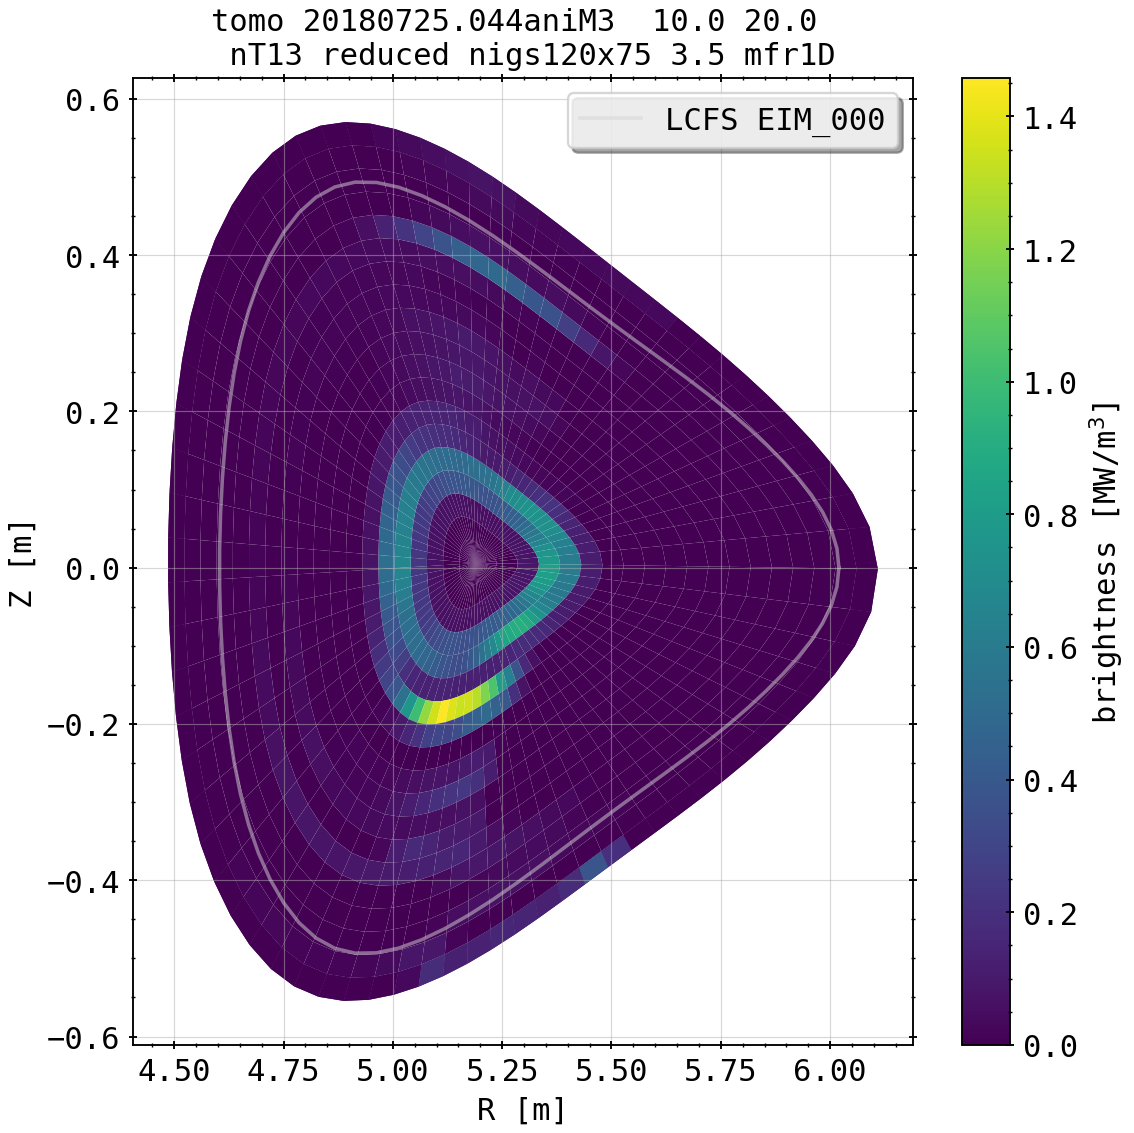 tomo 20180725.044aniM3  10.0 20.0
nT13 reduced nigs120x75 3.5 mfr1D
LCFS EIM_000
0.6
0.4
0.2
0.0
−0.2
−0.4
−0.6
Z [m]
4.50 4.75 5.00 5.25 5.50 5.75 6.00
R [m]
1.4
1.2
1.0
0.8
0.6
0.4
0.2
0.0
brightness [MW/m³]